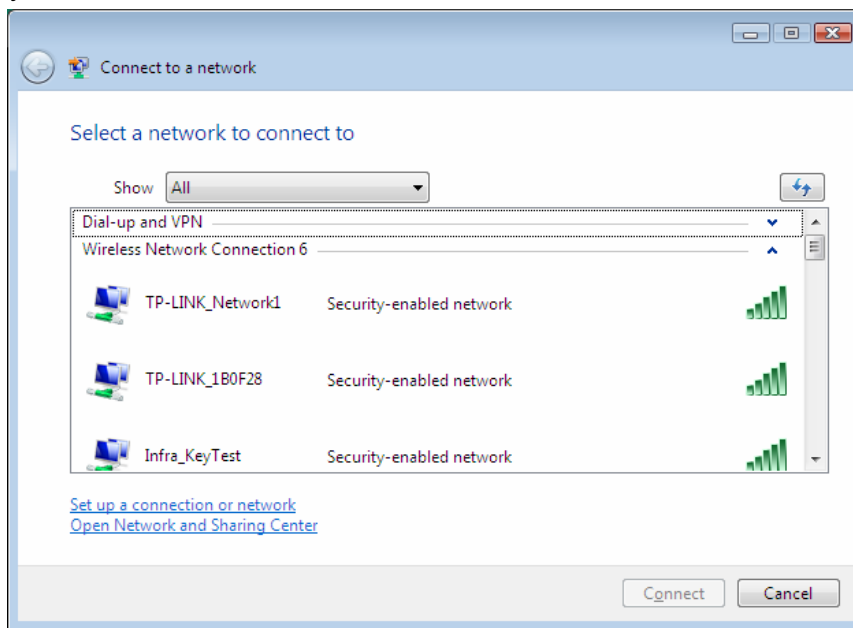 Connect to a network
Select a network to connect to
Show All
Dial-up and VPN
Wireless Network Connection 6
TP-LINK_Network1 Security-enabled network
TP-LINK_1B0F28 Security-enabled network
Infra_KeyTest Security-enabled network
Set up a connection or network
Open Network and Sharing Center
Connect Cancel